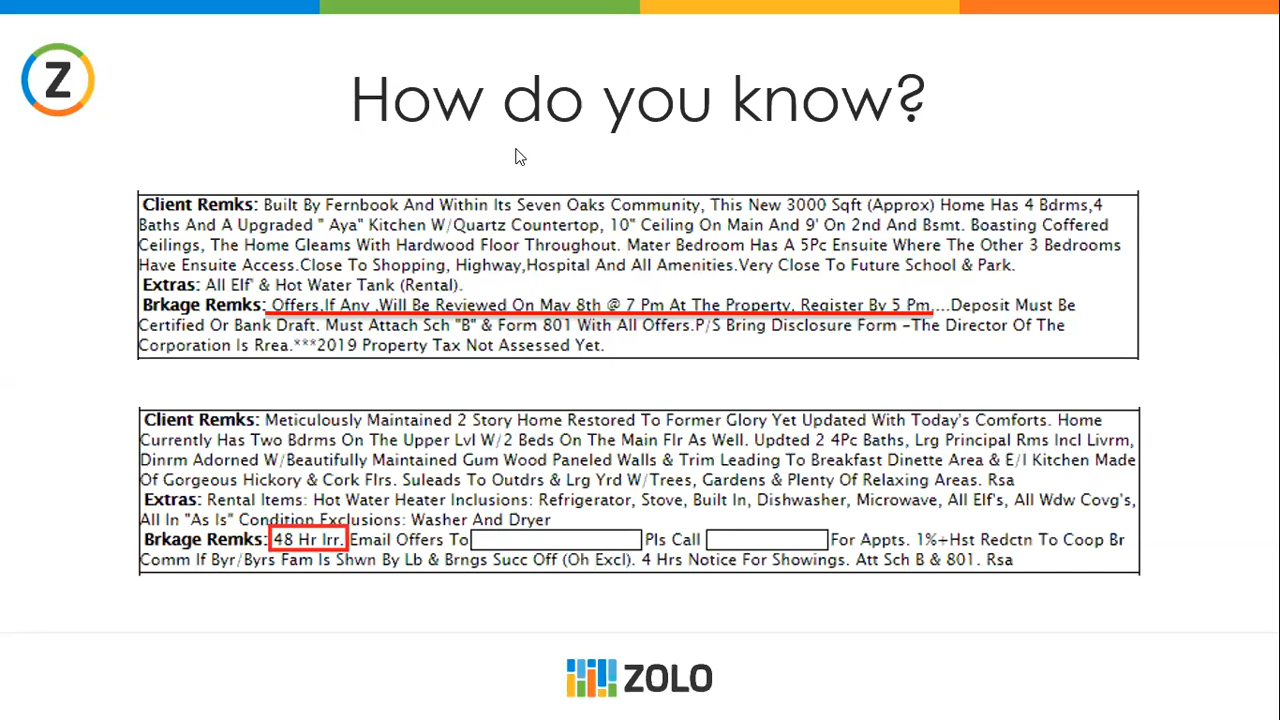 Z
How do you know?
Client Remks: Built By Fernbook And Within Its Seven Oaks Community, This New 3000 Sqft (Approx) Home Has 4 Bdrms,4
Baths And A Upgraded " Aya" Kitchen W/Quartz Countertop, 10" Ceiling On Main And 9' On 2nd And Bsmt. Boasting Coffered
Ceilings, The Home Gleams With Hardwood Floor Throughout. Mater Bedroom Has A 5Pc Ensuite Where The Other 3 Bedrooms
Have Ensuite Access.Close To Shopping, Highway,Hospital And All Amenities.Very Close To Future School & Park.
Extras: All Elf' & Hot Water Tank (Rental).
Brkage Remks: Offers,If Any ,Will Be Reviewed On May 8th @ 7 Pm At The Property, Register By 5 Pm....Deposit Must Be
Certified Or Bank Draft. Must Attach Sch "B" & Form 801 With All Offers.P/S Bring Disclosure Form -The Director Of The
Corporation Is Rrea.***2019 Property Tax Not Assessed Yet.
Client Remks: Meticulously Maintained 2 Story Home Restored To Former Glory Yet Updated With Today's Comforts. Home
Currently Has Two Bdrms On The Upper Lvl W/2 Beds On The Main Flr As Well. Updted 2 4Pc Baths, Lrg Principal Rms Incl Livrm,
Dinrm Adorned W/Beautifully Maintained Gum Wood Paneled Walls & Trim Leading To Breakfast Dinette Area & E/I Kitchen Made
Of Gorgeous Hickory & Cork Flrs. Suleads To Outdrs & Lrg Yrd W/Trees, Gardens & Plenty Of Relaxing Areas. Rsa
Extras: Rental Items: Hot Water Heater Inclusions: Refrigerator, Stove, Built In, Dishwasher, Microwave, All Elf's, All Wdw Covg's,
All In "As Is" Condition Exclusions: Washer And Dryer
Brkage Remks: 48 Hr Irr. Email Offers To Pls Call For Appts. 1%+Hst Redctn To Coop Br
Comm If Byr/Byrs Fam Is Shwn By Lb & Brngs Succ Off (Oh Excl). 4 Hrs Notice For Showings. Att Sch B & 801. Rsa
ZOLO